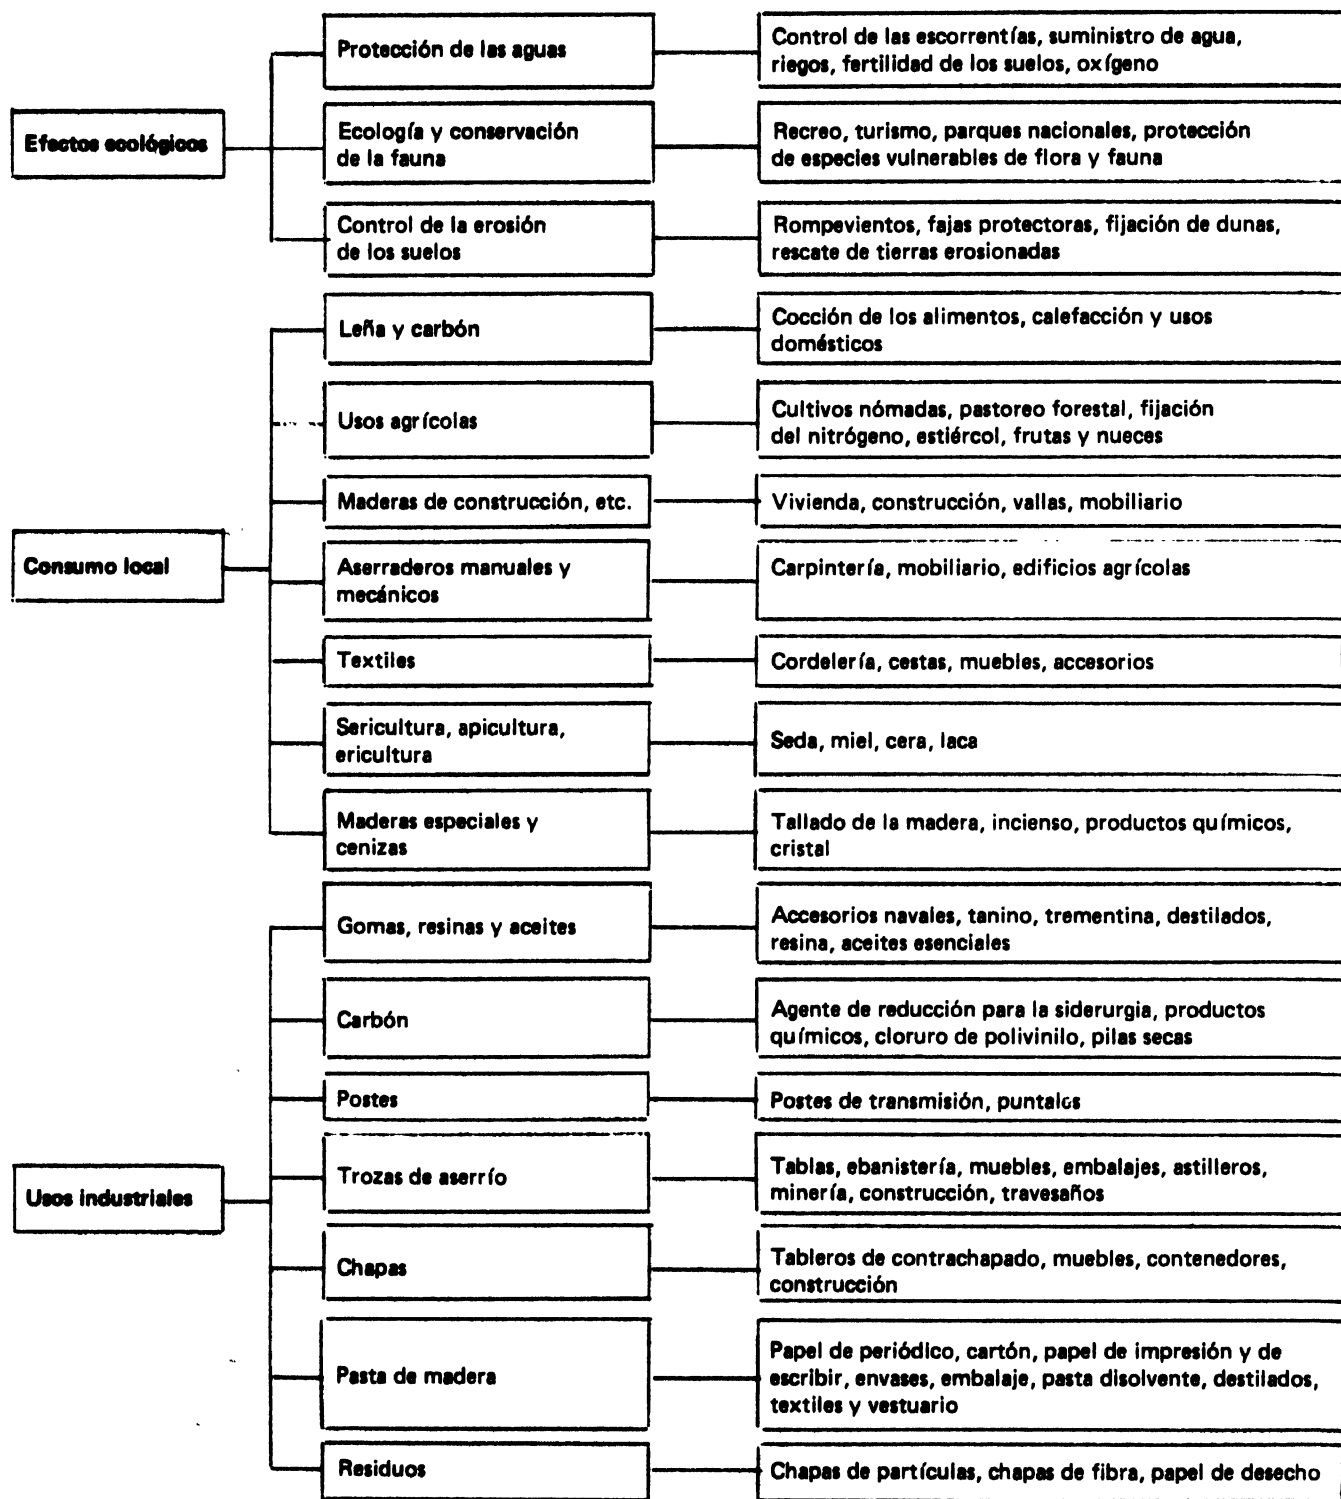 Efectos ecológicos
Protección de las aguas
Control de las escorrentías, suministro de agua,
riegos, fertilidad de los suelos, oxígeno
Ecología y conservación
de la fauna
Recreo, turismo, parques nacionales, protección
de especies vulnerables de flora y fauna
Control de la erosión
de los suelos
Rompevientos, fajas protectoras, fijación de dunas,
rescate de tierras erosionadas
Consumo local
Leña y carbón
Cocción de los alimentos, calefacción y usos
domésticos
Usos agrícolas
Cultivos nómadas, pastoreo forestal, fijación
del nitrógeno, estiércol, frutas y nueces
Maderas de construcción, etc.
Vivienda, construcción, vallas, mobiliario
Aserraderos manuales y
mecánicos
Carpintería, mobiliario, edificios agrícolas
Textiles
Cordelería, cestas, muebles, accesorios
Sericultura, apicultura,
ericultura
Seda, miel, cera, laca
Maderas especiales y
cenizas
Tallado de la madera, incienso, productos químicos,
cristal
Usos industriales
Gomas, resinas y aceites
Accesorios navales, tanino, trementina, destilados,
resina, aceites esenciales
Carbón
Agente de reducción para la siderurgia, productos
químicos, cloruro de polivinilo, pilas secas
Postes
Postes de transmisión, puntales
Trozas de aserrío
Tablas, ebanistería, muebles, embalajes, astilleros,
minería, construcción, travesaños
Chapas
Tableros de contrachapado, muebles, contenedores,
construcción
Pasta de madera
Papel de periódico, cartón, papel de impresión y de
escribir, envases, embalaje, pasta disolvente, destilados,
textiles y vestuario
Residuos
Chapas de partículas, chapas de fibra, papel de desecho